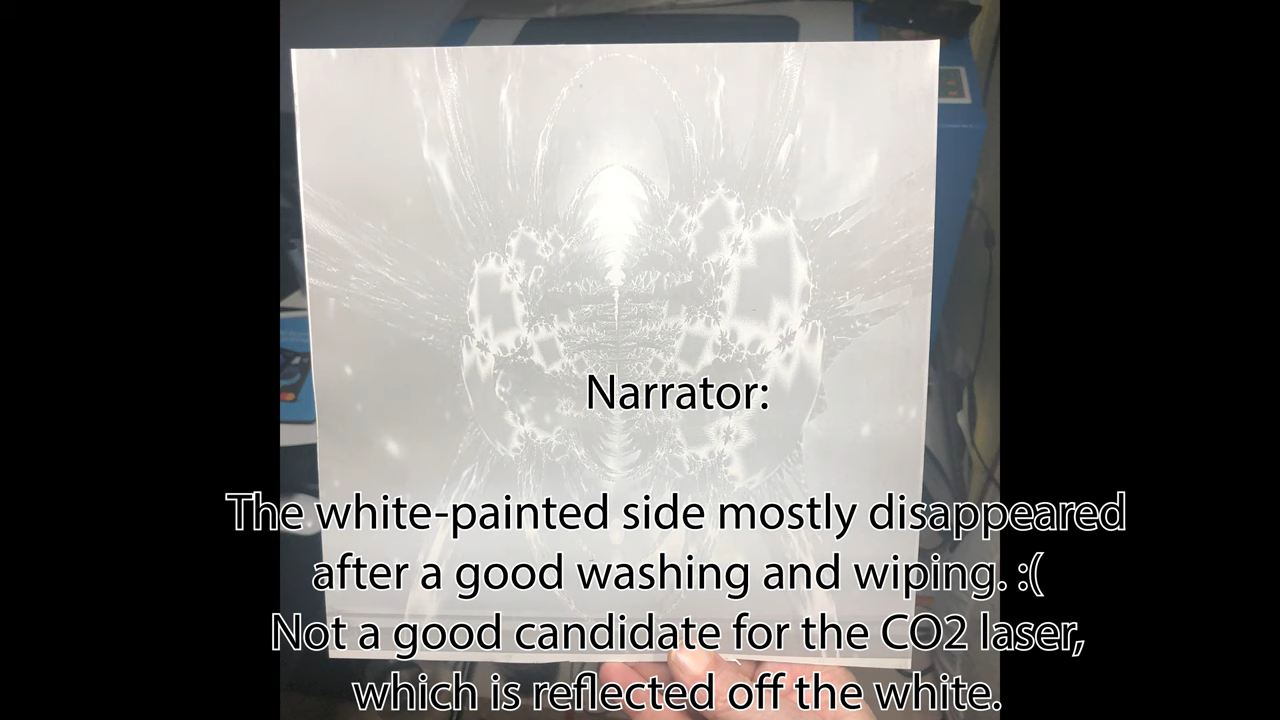 Narrator:
The white-painted side mostly disappeared
after a good washing and wiping. :(
Not a good candidate for the CO2 laser,
which is reflected off the white.